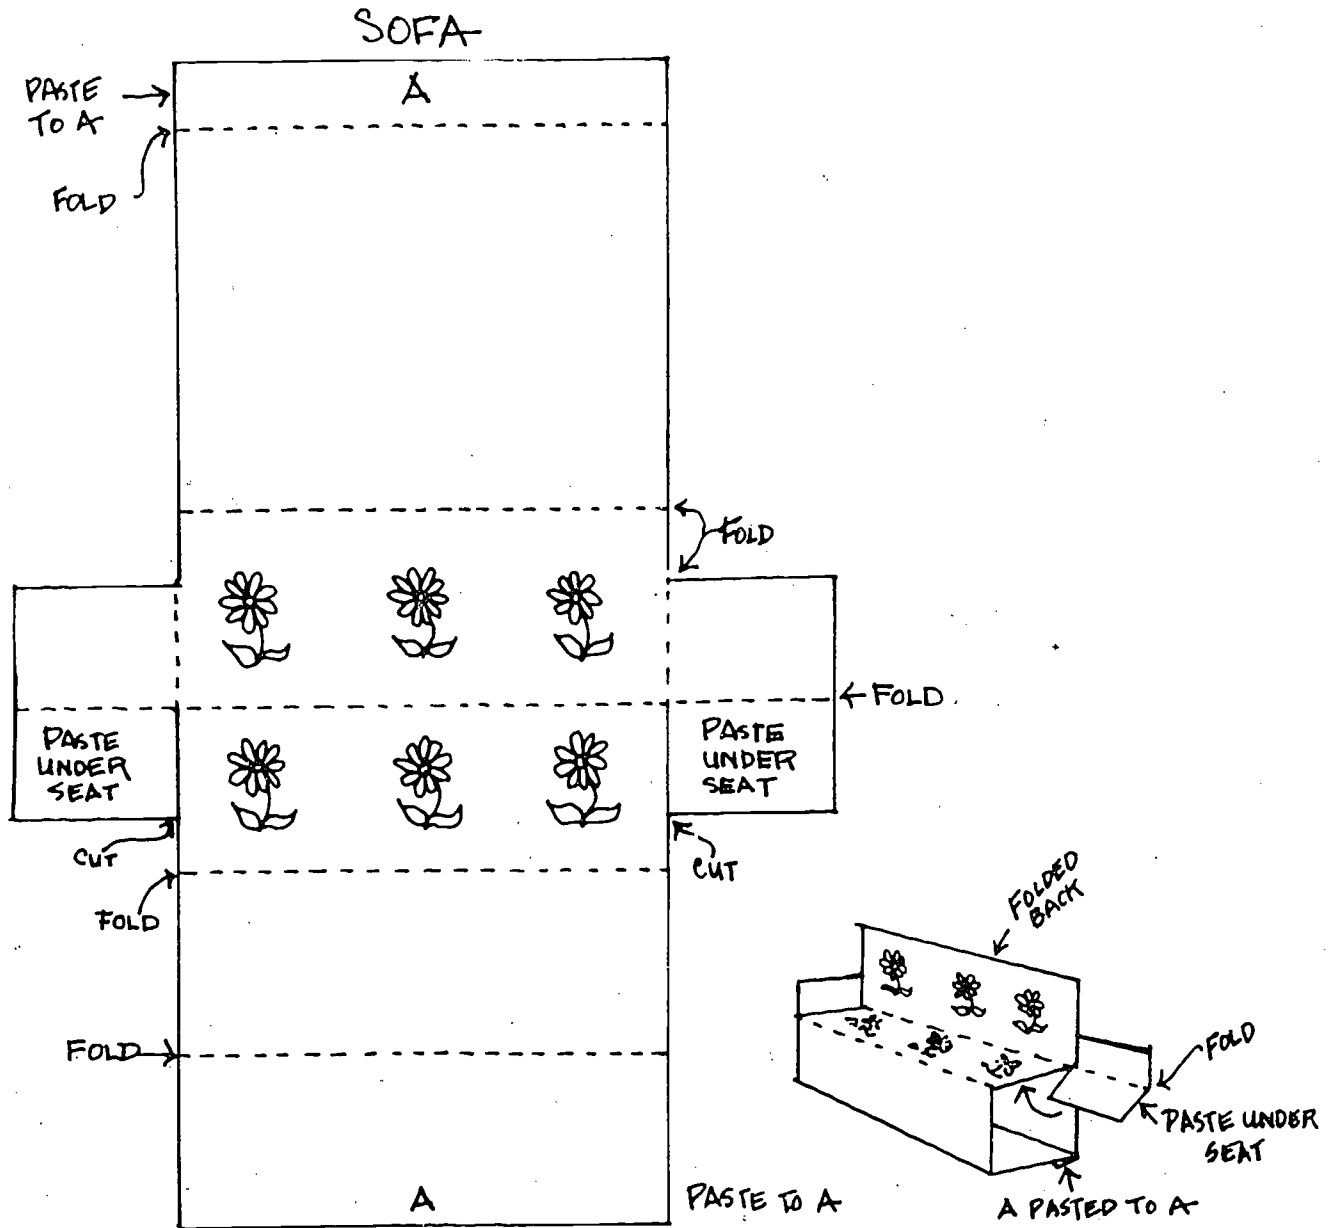 SOFA
A
PASTE
TO A
FOLD
FOLD
FOLD
PASTE
UNDER
SEAT
PASTE
UNDER
SEAT
CUT
CUT
FOLD
FOLD
A
PASTE TO A
FOLDED
BACK
FOLD
PASTE UNDER
SEAT
A PASTED TO A